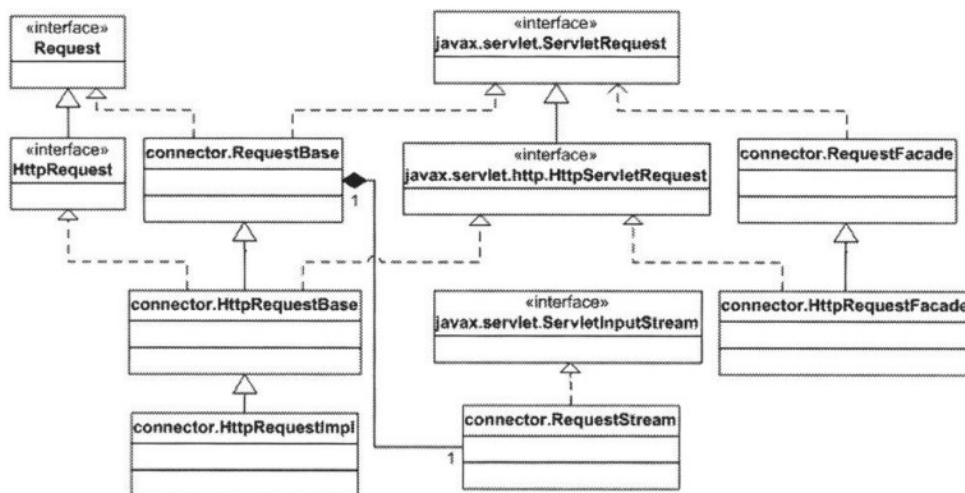 «interface»
Request
«interface»
javax.servlet.ServletRequest
«interface»
HttpRequest
connector.RequestBase
«interface»
javax.servlet.http.HttpServletRequest
connector.RequestFacade
1
connector.HttpRequestBase
«interface»
javax.servlet.ServletInputStream
connector.HttpRequestFacade
connector.HttpRequestImpl
connector.RequestStream
1